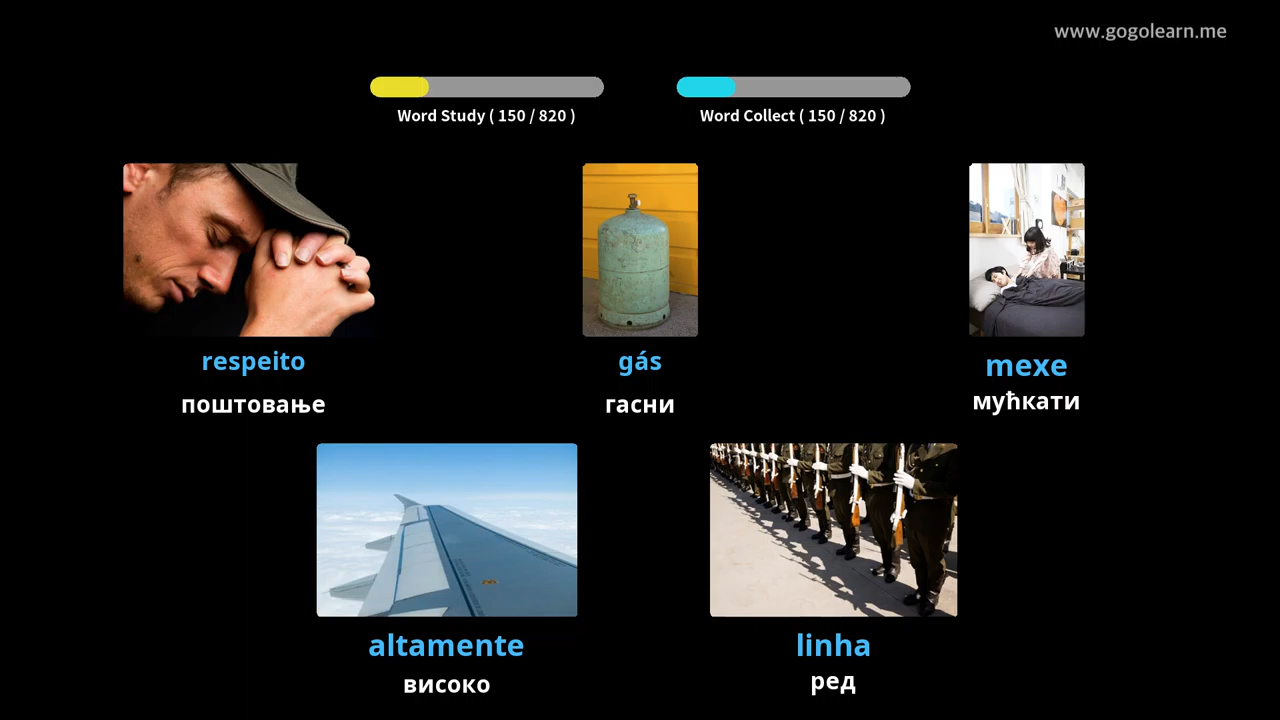 www.gogolearn.me
Word Study ( 150 / 820 )
Word Collect ( 150 / 820 )
respeito
поштовање
gás
гасни
mexe
мућкати
altamente
високо
linha
ред